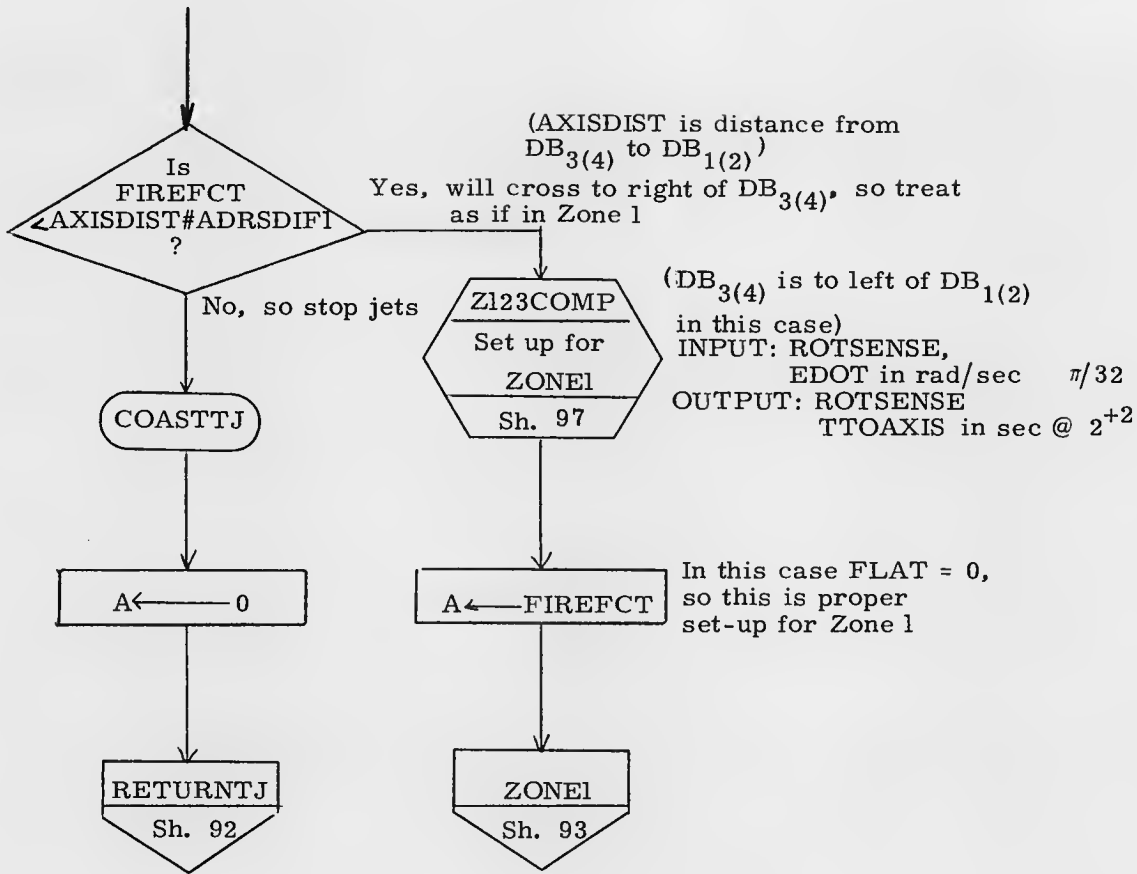 Is
FIREFCT
<AXISDIST#ADRSDIF1
?
(AXISDIST is distance from
DB3(4) to DB1(2))
Yes, will cross to right of DB3(4), so treat
as if in Zone 1
No, so stop jets
COASTTJ
A←0
RETURNTJ
Sh. 92
Z123COMP
Set up for
ZONE1
Sh. 97
(DB3(4) is to left of DB1(2)
in this case)
INPUT: ROTSENSE,
EDOT in rad/sec π/32
OUTPUT: ROTSENSE
TTOAXIS in sec @ 2+2
A←FIREFCT
In this case FLAT = 0,
so this is proper
set-up for Zone 1
ZONE1
Sh. 93